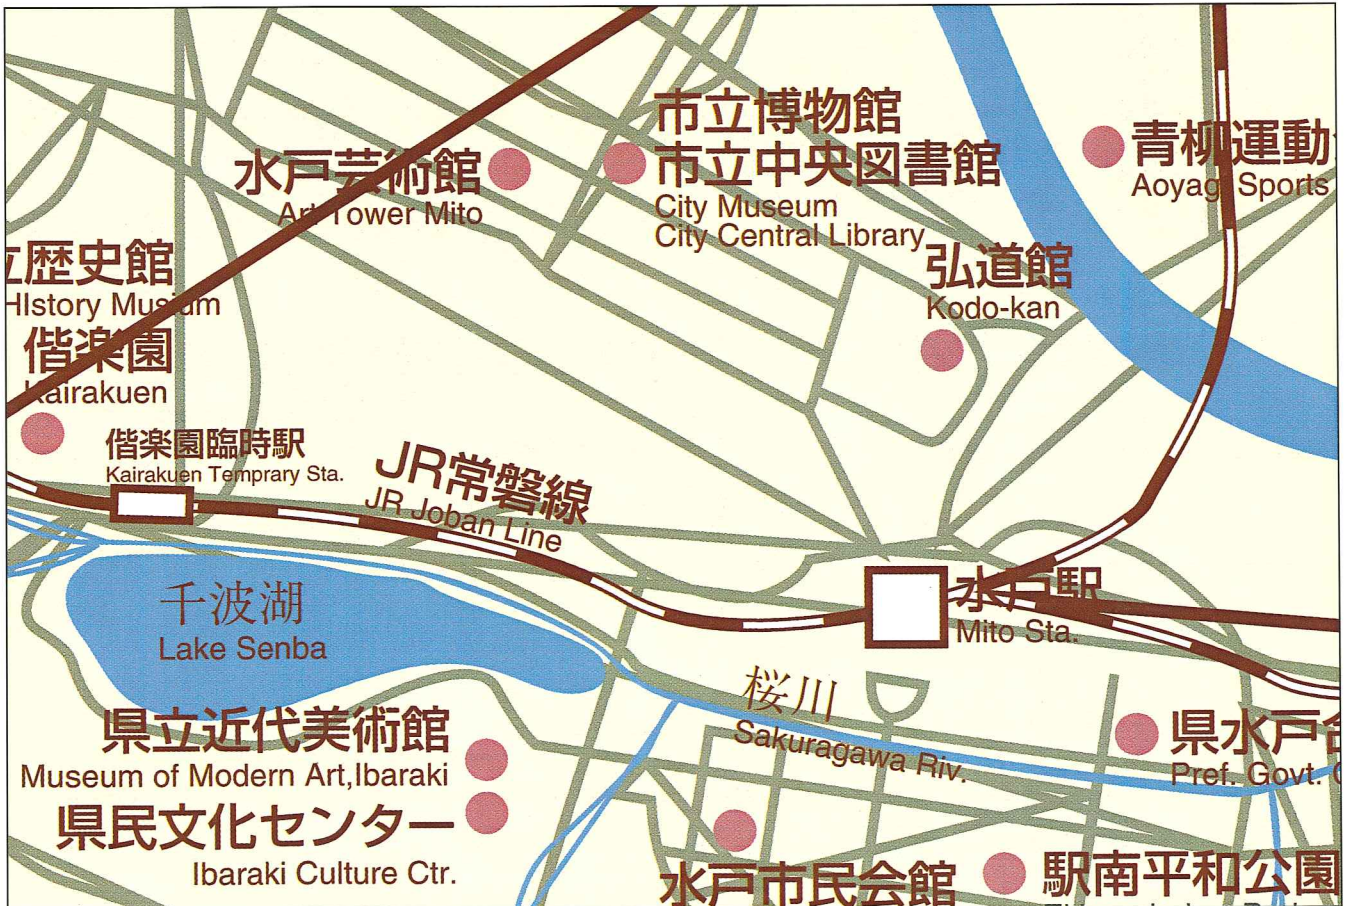 市立博物館
市立中央図書館
City Museum
City Central Library
青柳運動
Aoyagi Sports
水戸芸術館
Art Tower Mito
立歴史館
HIstory Musium
弘道館
Kodo-kan
偕楽園
Kairakuen
偕楽園臨時駅
Kairakuen Temprary Sta.
JR常磐線
JR Joban Line
千波湖
Lake Senba
水戸駅
Mito Sta.
桜川
Sakuragawa Riv.
県立近代美術館
Museum of Modern Art,Ibaraki
県民文化センター
Ibaraki Culture Ctr.
県水戸合
Pref. Govt.
水戸市民会館
駅南平和公園